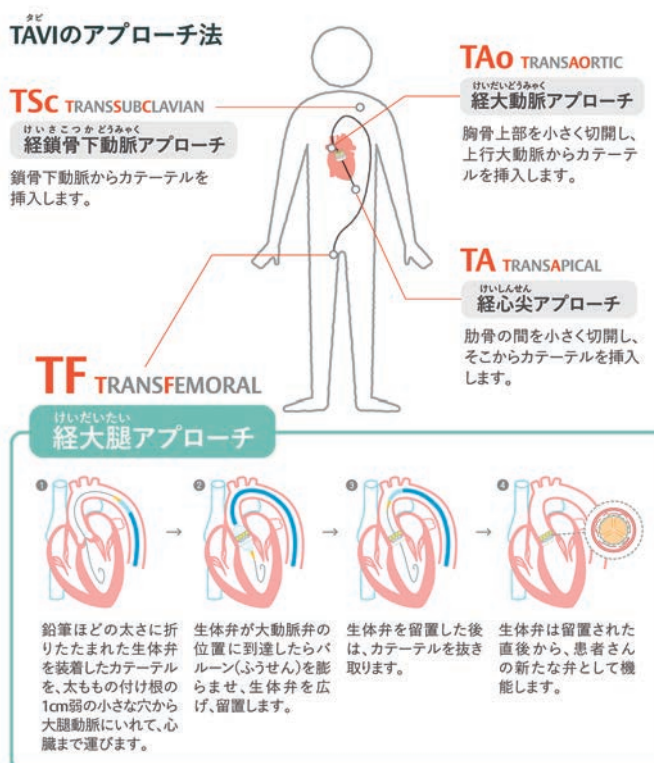 タビ
TAVIのアプローチ法
TSc TRANSSUBCLAVIAN
けいさこつかどうみゃく
経鎖骨下動脈アプローチ
鎖骨下動脈からカテーテルを
挿入します。
TAo TRANSAORTIC
けいだいどうみゃく
経大動脈アプローチ
胸骨上部を小さく切開し、
上行大動脈からカテーテ
ルを挿入します。
TA TRANSAPICAL
けいしんせん
経心尖アプローチ
肋骨の間を小さく切開し、
そこからカテーテルを挿入
します。
TF TRANSFEMORAL
けいだいたい
経大腿アプローチ
1
鉛筆ほどの太さに折
りたたまれた生体弁
を装着したカテーテル
を、太ももの付け根の
1cm弱の小さな穴から
大腿動脈にいれて、心
臓まで運びます。
2
生体弁が大動脈弁の
位置に到達したらバ
ルーン(ふうせん)を膨
らませ、生体弁を広
げ、留置します。
3
生体弁を留置した後
は、カテーテルを抜き
取ります。
4
生体弁は留置された
直後から、患者さん
の新たな弁として機
能します。